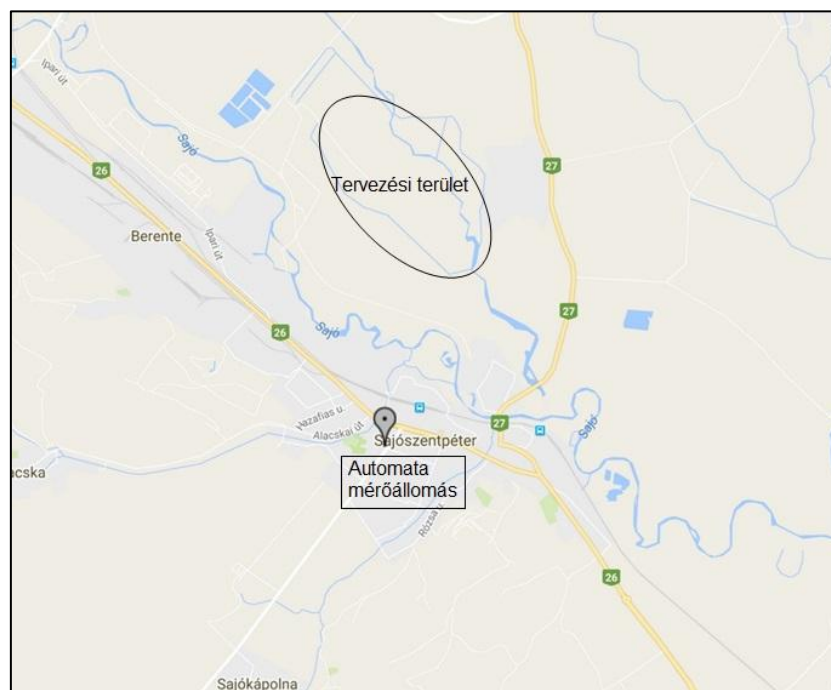 Ipari út
Sajó
26
27
Tervezési terület
Berente
Ipari út
27
Sajó
26
Hazafias u.
Alacskai út
27
Sajó
Sajószentpéter
Automata
mérőállomás
Rózsa u.
26
Sajókápolna